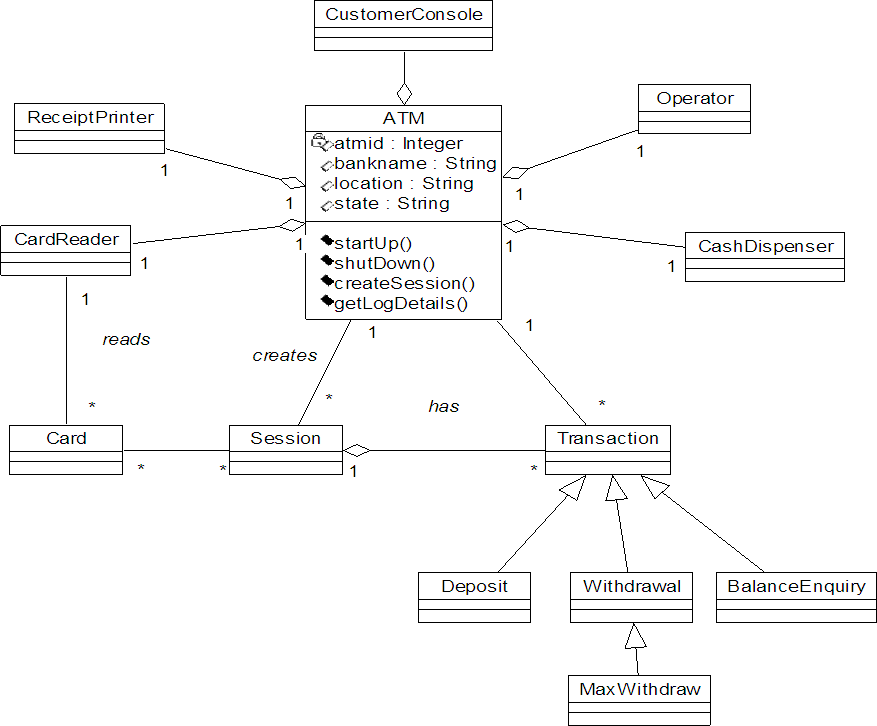 CustomerConsole
ATM
atmid : Integer
bankname : String
location : String
state : String
startUp()
shutDown()
createSession()
getLogDetails()
ReceiptPrinter
1
1
Operator
1
1
CardReader
1
1
CashDispenser
1
1
1
reads
*
creates
1
*
1
*
has
Card
*
*
Session
1
*
Transaction
Deposit
Withdrawal
BalanceEnquiry
MaxWithdraw